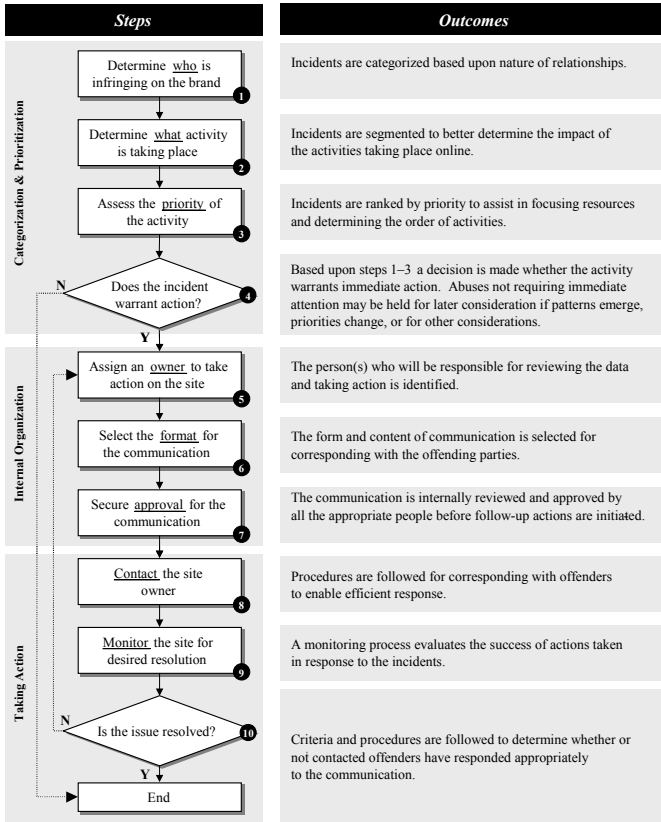 Steps
Outcomes
Categorization & Prioritization
Determine who is
infringing on the brand
1
Incidents are categorized based upon nature of relationships.
Determine what activity
is taking place
2
Incidents are segmented to better determine the impact of
the activities taking place online.
Assess the priority of
the activity
3
Incidents are ranked by priority to assist in focusing resources
and determining the order of activities.
N
Does the incident
warrant action?
4
Y
Based upon steps 1–3 a decision is made whether the activity
warrants immediate action. Abuses not requiring immediate
attention may be held for later consideration if patterns emerge,
priorities change, or for other considerations.
Internal Organization
Assign an owner to take
action on the site
5
The person(s) who will be responsible for reviewing the data
and taking action is identified.
Select the format for
the communication
6
The form and content of communication is selected for
corresponding with the offending parties.
Secure approval for the
communication
7
The communication is internally reviewed and approved by
all the appropriate people before follow-up actions are initiated.
Taking Action
Contact the site
owner
8
Procedures are followed for corresponding with offenders
to enable efficient response.
Monitor the site for
desired resolution
9
A monitoring process evaluates the success of actions taken
in response to the incidents.
N
Is the issue resolved?
10
Y
Criteria and procedures are followed to determine whether or
not contacted offenders have responded appropriately
to the communication.
End